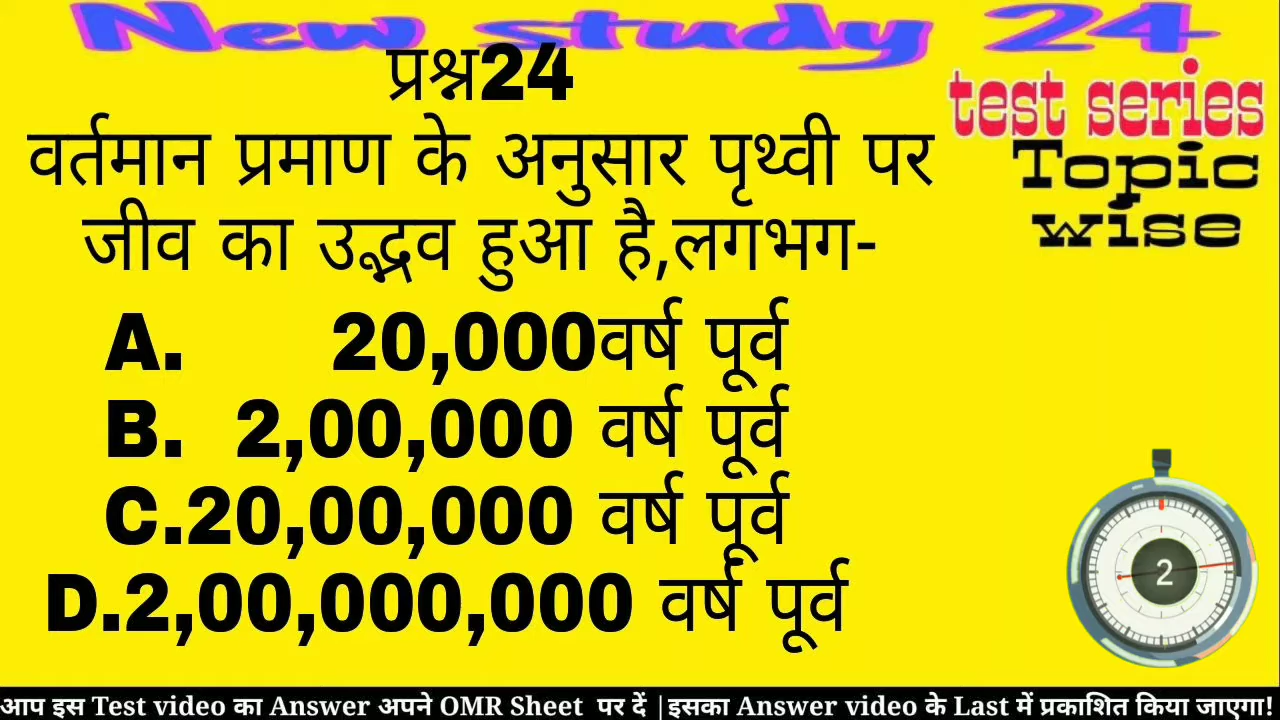 New study 24
प्रश्न24
test series
Topic
wise
वर्तमान प्रमाण के अनुसार पृथ्वी पर
जीव का उद्भव हुआ है,लगभग-
A. 20,000वर्ष पूर्व
B. 2,00,000 वर्ष पूर्व
C.20,00,000 वर्ष पूर्व
D.2,00,000,000 वर्ष पूर्व
2
आप इस Test video का Answer अपने OMR Sheet पर दें |इसका Answer video के Last में प्रकाशित किया जाएगा!